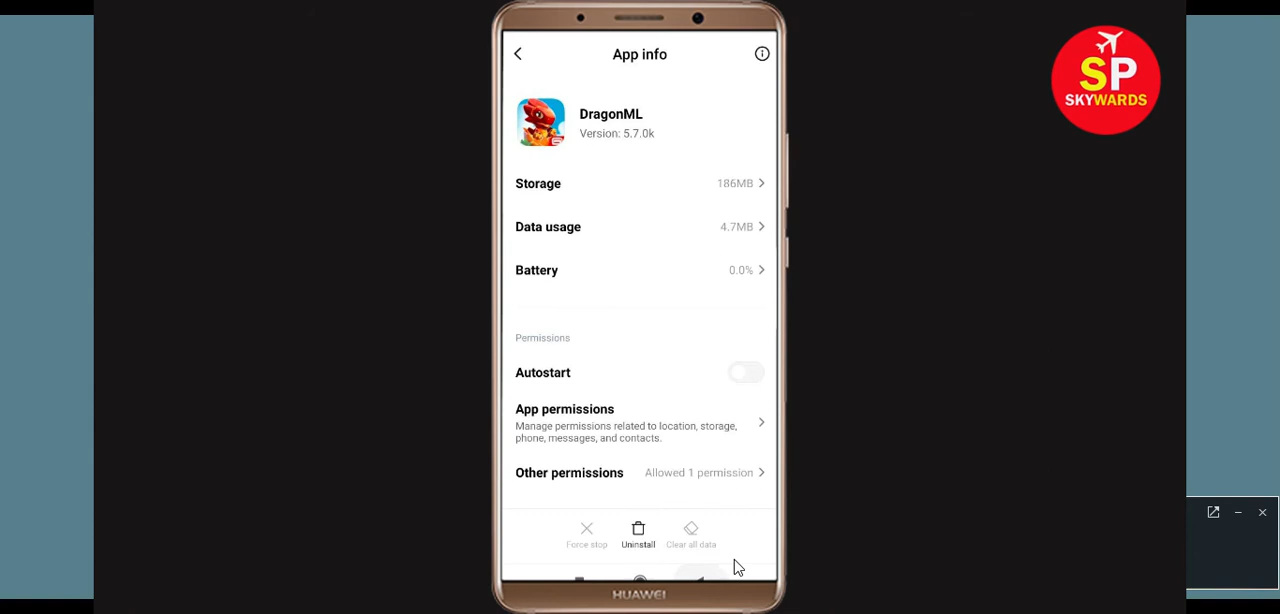 App info
DragonML
Version: 5.7.0k
Storage 186MB
Data usage 4.7MB
Battery 0.0%
Permissions
Autostart
App permissions
Manage permissions related to location, storage,
phone, messages, and contacts.
Other permissions Allowed 1 permission
Force stop Uninstall Clear all data
HUAWEI
SP
SKYWARDS